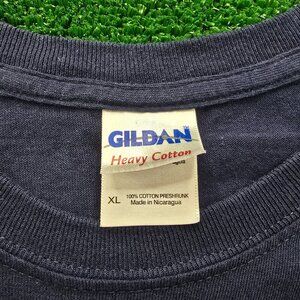 GILDAN
Heavy Cotton
XL
100% COTTON PRESHRUNK
Made in Nicaragua